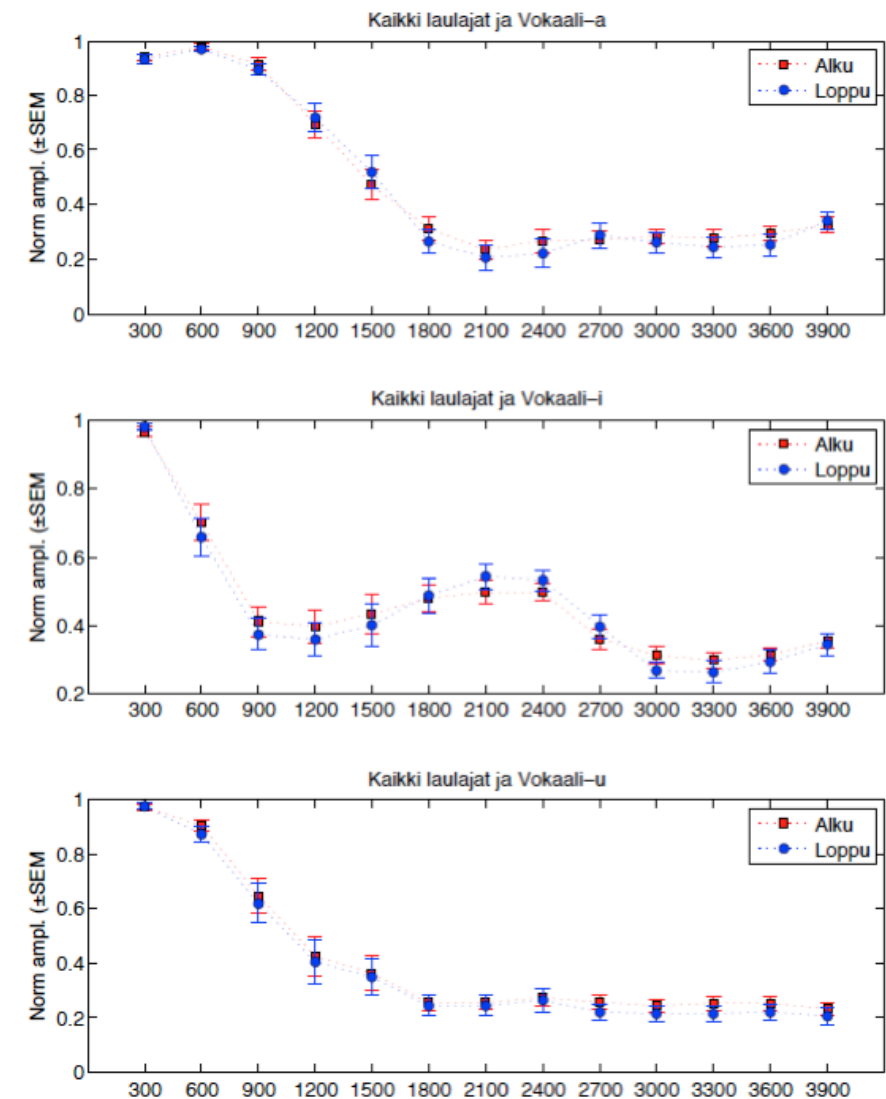 Kaikki laulajat ja Vokaali–a
Norm ampl. (±SEM
1
0.8
0.6
0.4
0.2
0
Alku
Loppu
300 600 900 1200 1500 1800 2100 2400 2700 3000 3300 3600 3900
Kaikki laulajat ja Vokaali–i
Norm ampl. (±SEM
1
0.8
0.6
0.4
0.2
Alku
Loppu
300 600 900 1200 1500 1800 2100 2400 2700 3000 3300 3600 3900
Kaikki laulajat ja Vokaali–u
Norm ampl. (±SEM
1
0.8
0.6
0.4
0.2
0
Alku
Loppu
300 600 900 1200 1500 1800 2100 2400 2700 3000 3300 3600 3900